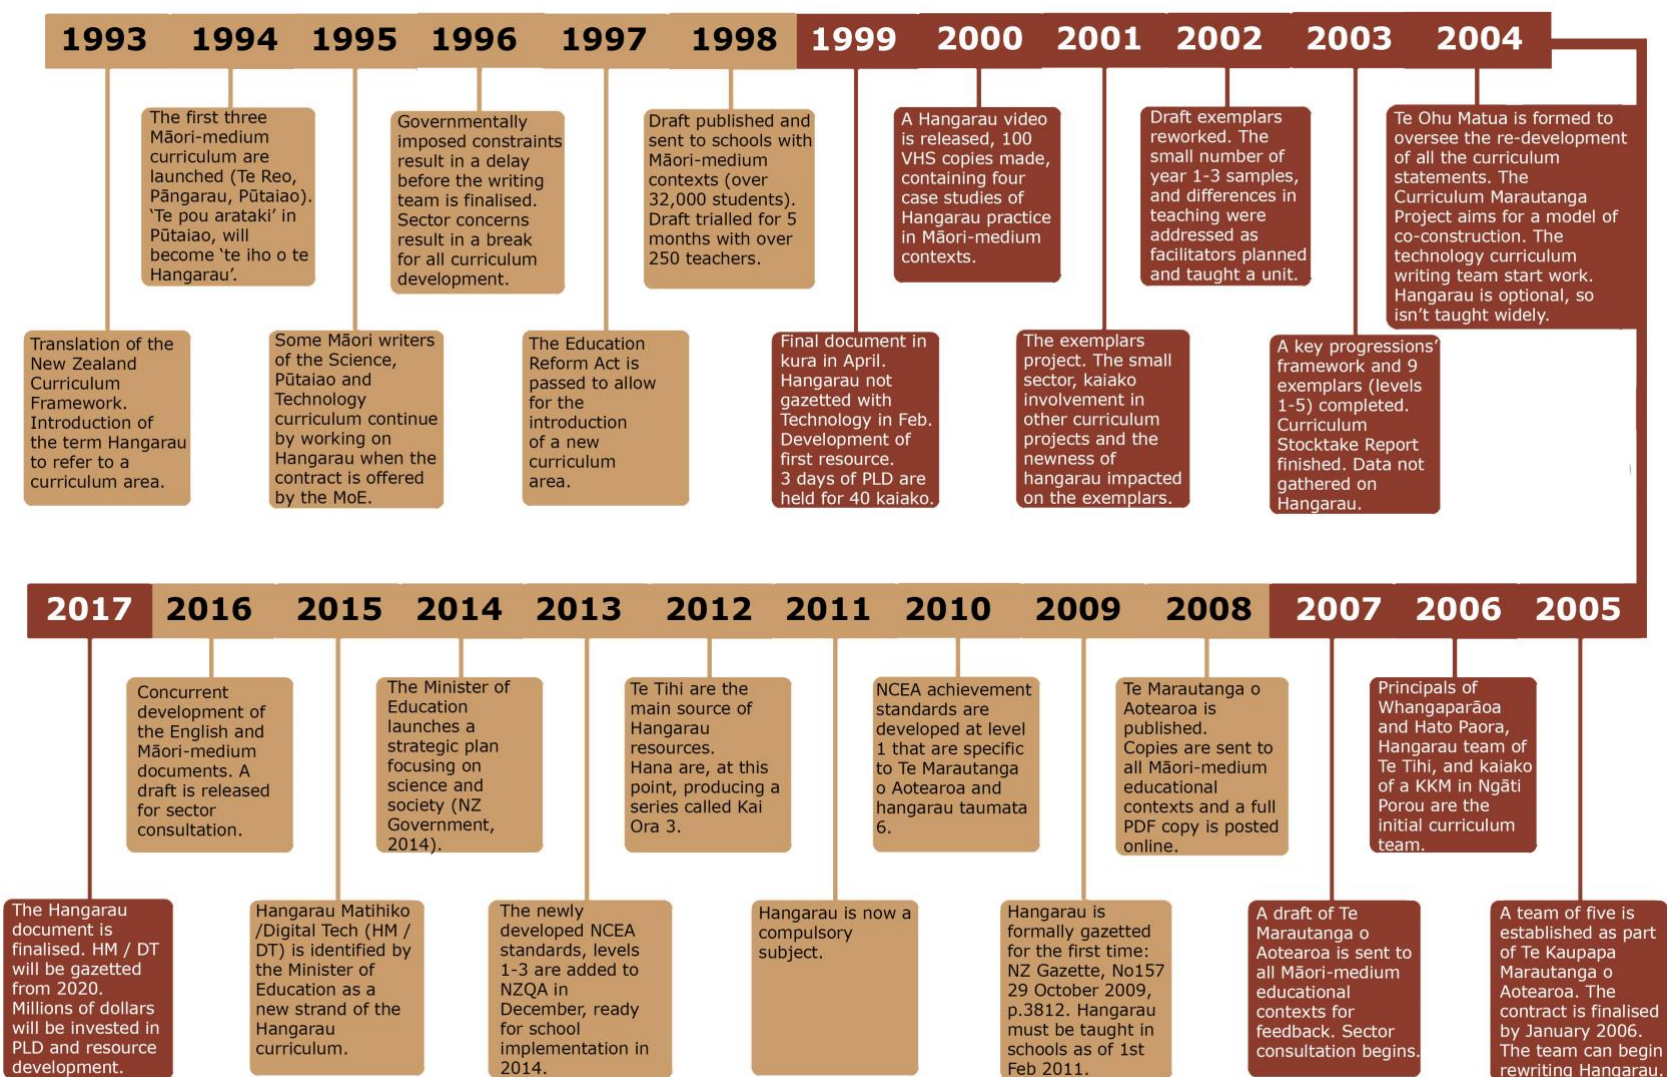 1993 1994 1995 1996 1997 1998 1999 2000 2001 2002 2003 2004
Translation of the
New Zealand
Curriculum
Framework.
Introduction of
the term Hangarau
to refer to a
curriculum area.
The first three
Māori-medium
curriculum are
launched (Te Reo,
Pāngarau, Pūtaiao).
‘Te pou arataki’ in
Pūtaiao, will
become ‘te iho o te
Hangarau’.
Some Māori writers
of the Science,
Pūtaiao and
Technology
curriculum continue
by working on
Hangarau when the
contract is offered
by the MoE.
Governmentally
imposed constraints
result in a delay
before the writing
team is finalised.
Sector concerns
result in a break
for all curriculum
development.
The Education
Reform Act is
passed to allow
for the
introduction
of a new
curriculum
area.
Draft published and
sent to schools with
Māori-medium
contexts (over
32,000 students).
Draft trialled for 5
months with over
250 teachers.
Final document in
kura in April.
Hangarau not
gazetted with
Technology in Feb.
Development of
first resource.
3 days of PLD are
held for 40 kaiako.
A Hangarau video
is released, 100
VHS copies made,
containing four
case studies of
Hangarau practice
in Māori-medium
contexts.
The exemplars
project. The small
sector, kaiako
involvement in
other curriculum
projects and the
newness of
hangarau impacted
on the exemplars.
Draft exemplars
reworked. The
small number of
year 1-3 samples,
and differences in
teaching were
addressed as
facilitators planned
and taught a unit.
A key progressions’
framework and 9
exemplars (levels
1-5) completed.
Curriculum
Stocktake Report
finished. Data not
gathered on
Hangarau.
Te Ohu Matua is formed to
oversee the re-development
of all the curriculum
statements. The
Curriculum Marautanga
Project aims for a model of
co-construction. The
technology curriculum
writing team start work.
Hangarau is optional, so
isn’t taught widely.
2017 2016 2015 2014 2013 2012 2011 2010 2009 2008 2007 2006 2005
The Hangarau
document is
finalised. HM / DT
will be gazetted
from 2020.
Millions of dollars
will be invested in
PLD and resource
development.
Concurrent
development of
the English and
Māori-medium
documents. A
draft is released
for sector
consultation.
Hangarau Matihiko
/Digital Tech (HM /
DT) is identified by
the Minister of
Education as a
new strand of the
Hangarau
curriculum.
The Minister of
Education
launches a
strategic plan
focusing on
science and
society (NZ
Government,
2014).
The newly
developed NCEA
standards, levels
1-3 are added to
NZQA in
December, ready
for school
implementation in
2014.
Te Tihi are the
main source of
Hangarau
resources.
Hana are, at this
point, producing a
series called Kai
Ora 3.
Hangarau is now a
compulsory
subject.
NCEA achievement
standards are
developed at level
1 that are specific
to Te Marautanga
o Aotearoa and
hangarau taumata
6.
Hangarau is
formally gazetted
for the first time:
NZ Gazette, No157
29 October 2009,
p.3812. Hangarau
must be taught in
schools as of 1st
Feb 2011.
Te Marautanga o
Aotearoa is
published.
Copies are sent to
all Māori-medium
educational
contexts and a full
PDF copy is posted
online.
A draft of Te
Marautanga o
Aotearoa is sent to
all Māori-medium
educational
contexts for
feedback. Sector
consultation begins.
Principals of
Whangaparāoa
and Hato Paora,
Hangarau team of
Te Tihi, and kaiako
of a KKM in Ngāti
Porou are the
initial curriculum
team.
A team of five is
established as part
of Te Kaupapa
Marautanga o
Aotearoa. The
contract is finalised
by January 2006.
The team can begin
rewriting Hangarau.